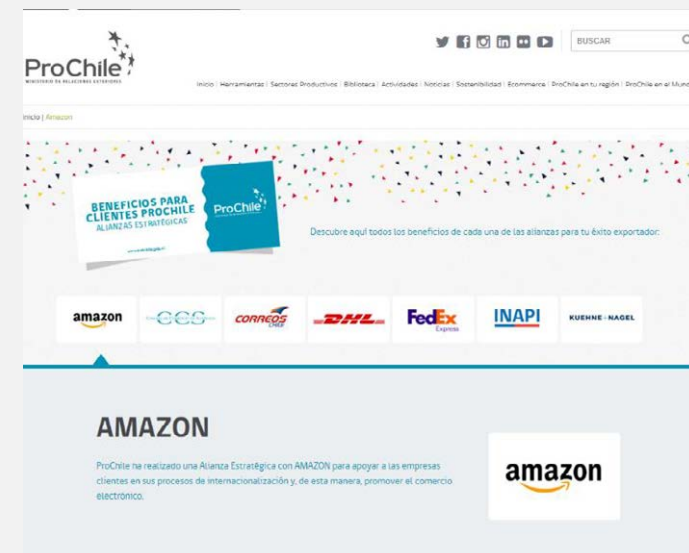 BUSCAR
ProChile
MINISTERIO DE RELACIONES EXTERIORES
Inicio | Herramientas | Sectores Productivos | Biblioteca | Actividades | Noticias | Sostenibilidad | Ecommerce | ProChile en tu región | ProChile en el Mund
Inicio | Amazon
BENEFICIOS PARA
CLIENTES PROCHILE
ALIANZAS ESTRATÉGICAS
ProChile
Descubre aquí todos los beneficios de cada una de las alianzas para tu éxito exportador:
amazon
CCS
CORREOS
CHILE
DHL
FedEx
Express
INAPI
KUEHNE+NAGEL
AMAZON
ProChile ha realizado una Alianza Estratégica con AMAZON para apoyar a las empresas
clientes en sus procesos de internacionalización y, de esta manera, promover el comercio
electrónico.
amazon